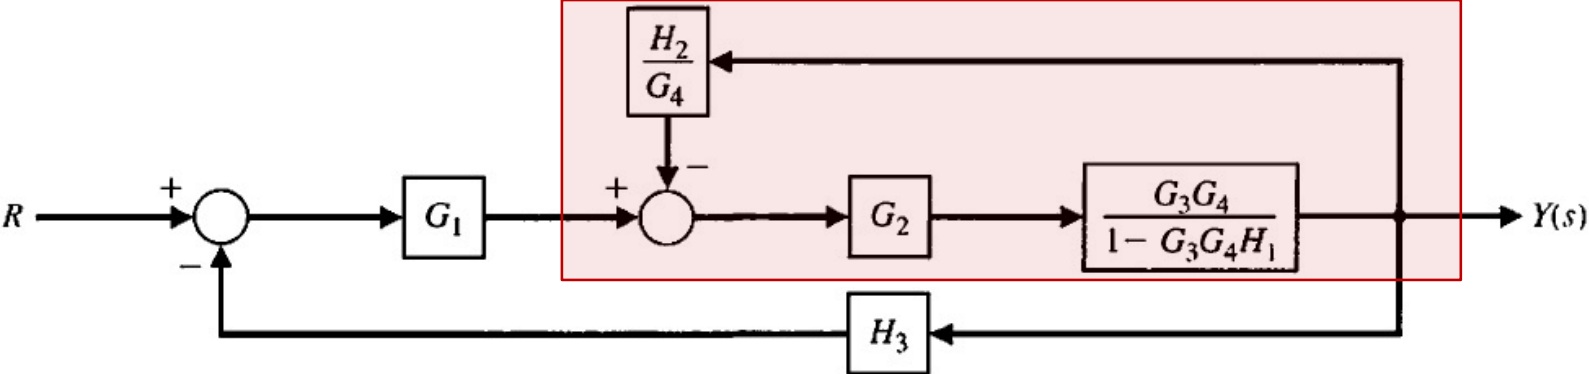 H₂
G₄
−
+
+
R
G₁
G₂
G₃G₄
1− G₃G₄H₁
Y(s)
−
H₃